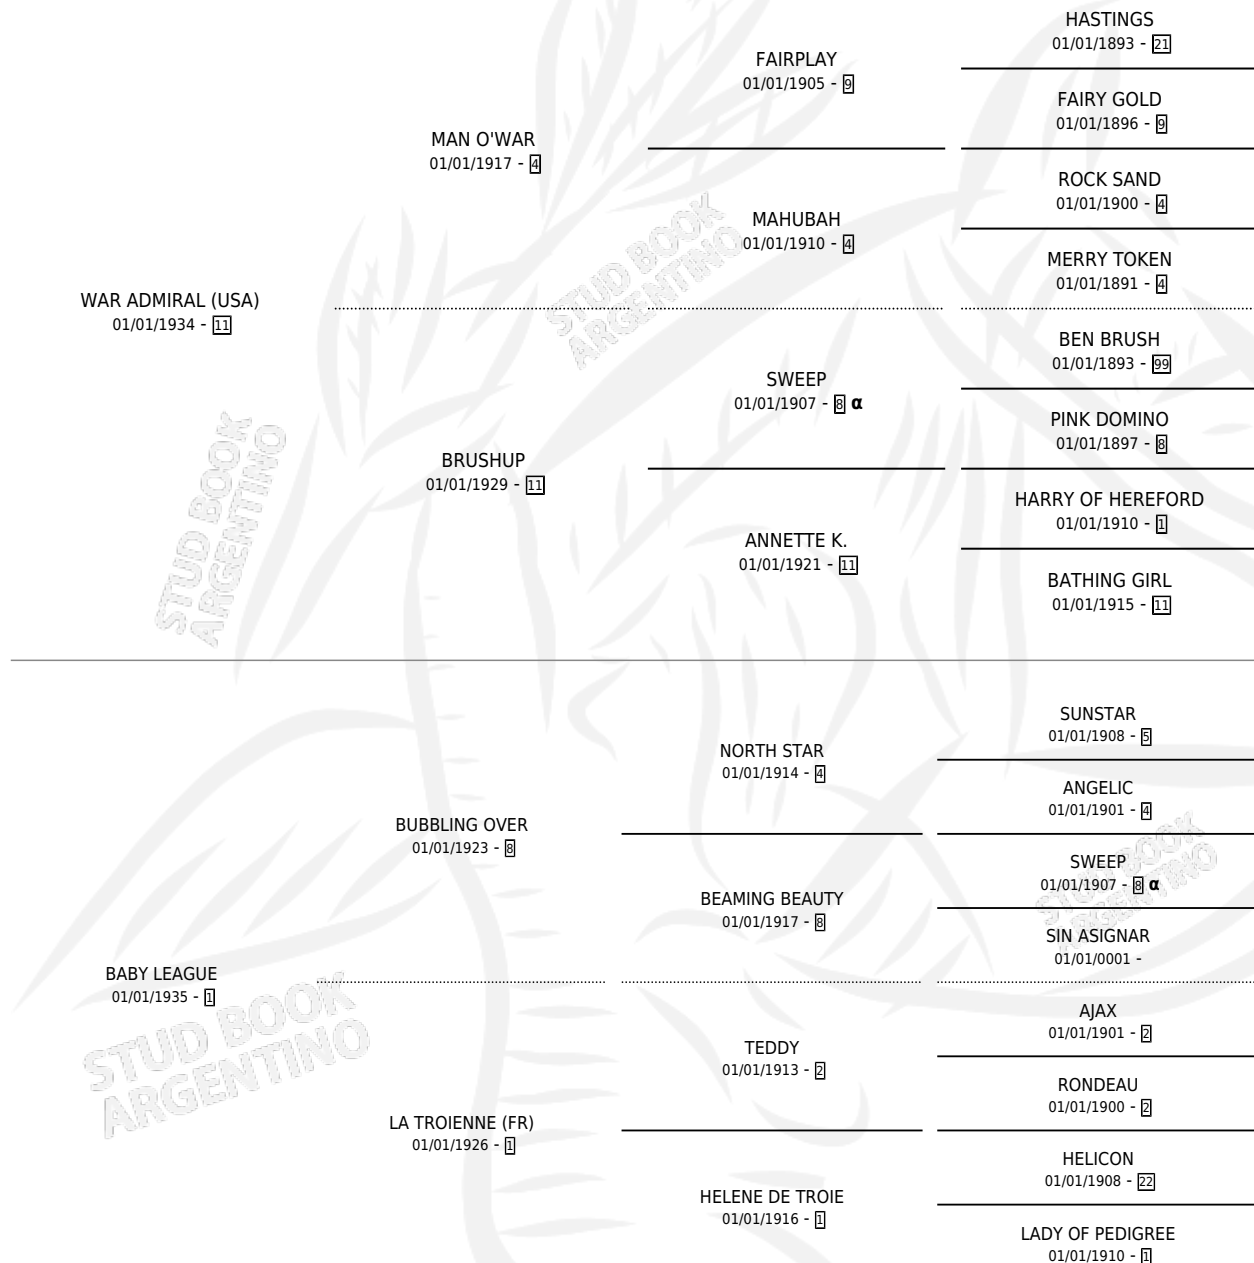 HASTINGS
01/01/1893 - 21
FAIRPLAY
01/01/1905 - 9
FAIRY GOLD
01/01/1896 - 9
MAN O'WAR
01/01/1917 - 4
ROCK SAND
01/01/1900 - 4
MAHUBAH
01/01/1910 - 4
MERRY TOKEN
01/01/1891 - 4
WAR ADMIRAL (USA)
01/01/1934 - 11
BEN BRUSH
01/01/1893 - 99
SWEEP
01/01/1907 - 8 α
PINK DOMINO
01/01/1897 - 8
BRUSHUP
01/01/1929 - 11
HARRY OF HEREFORD
01/01/1910 - 1
ANNETTE K.
01/01/1921 - 11
BATHING GIRL
01/01/1915 - 11
SUNSTAR
01/01/1908 - 5
NORTH STAR
01/01/1914 - 4
ANGELIC
01/01/1901 - 4
BUBBLING OVER
01/01/1923 - 8
SWEEP
01/01/1907 - 8 α
BEAMING BEAUTY
01/01/1917 - 8
SIN ASIGNAR
01/01/0001 -
BABY LEAGUE
01/01/1935 - 1
AJAX
01/01/1901 - 2
TEDDY
01/01/1913 - 2
RONDEAU
01/01/1900 - 2
LA TROIENNE (FR)
01/01/1926 - 1
HELICON
01/01/1908 - 22
HELENE DE TROIE
01/01/1916 - 1
LADY OF PEDIGREE
01/01/1910 - 1
STUD BOOK
ARGENTINO
STUD BOOK
ARGENTINO
STUD BOOK
ARGENTINO
STUD BOOK
ARGENTINO